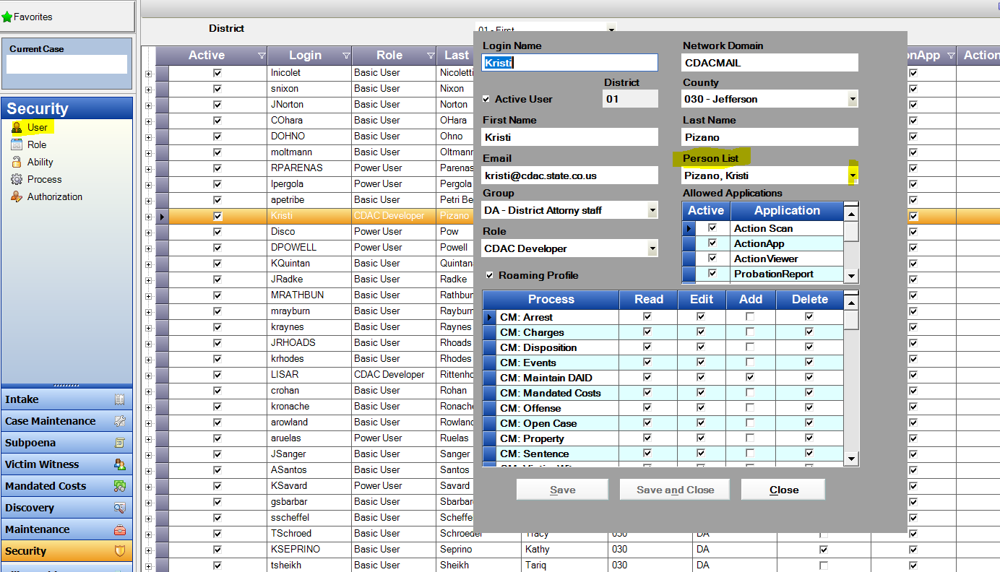 Favorites
Current Case
Security
User
Role
Ability
Process
Authorization
Intake
Case Maintenance
Subpoena
Victim Witness
Mandated Costs
Discovery
Maintenance
Security
District
01 - First
Active Login Role Last onApp Action
lnicolet Basic User Nicoletti
snixon Basic User Nixon
JNorton Basic User Norton
COhara Basic User OHara
DOHNO Basic User Ohno
moltmann Basic User Oltmann
RPARENAS Power User Parenas
lpergola Power User Pergola
apetribe Basic User Petri Be
Kristi CDAC Developer Pizano
Disco Power User Pow
DPOWELL Power User Powell
KQuintan Basic User Quintana
JRadke Basic User Radke
MRATHBUN Basic User Rathbun
mrayburn Basic User Rayburn
kraynes Basic User Raynes
JRHOADS Basic User Rhoads
krhodes Basic User Rhodes
LISAR CDAC Developer Rittenho
crohan Basic User Rohan
kronache Basic User Ronache
arowland Basic User Rowland
aruelas Power User Ruelas
JSanger Basic User Sanger
ASantos Basic User Santos
KSavard Power User Savard
gsbarbar Basic User Sbarbar
sscheffel Basic User Scheffe
TSchroed Basic User Schroeder Tracy 030 DA
KSEPRINO Basic User Seprino Kathy 030 DA
tsheikh Basic User Sheikh Tariq 030 DA
Login Name Network Domain
Kristi CDACMAIL
District County
Active User 01 030 - Jefferson
First Name Last Name
Kristi Pizano
Email Person List
kristi@cdac.state.co.us Pizano, Kristi
Group Allowed Applications
DA - District Attorny staff
Active Application
Action Scan
ActionApp
ActionViewer
ProbationReport
Role
CDAC Developer
Roaming Profile
Process Read Edit Add Delete
CM: Arrest
CM: Charges
CM: Disposition
CM: Events
CM: Maintain DAID
CM: Mandated Costs
CM: Offense
CM: Open Case
CM: Property
CM: Sentence
Save Save and Close Close